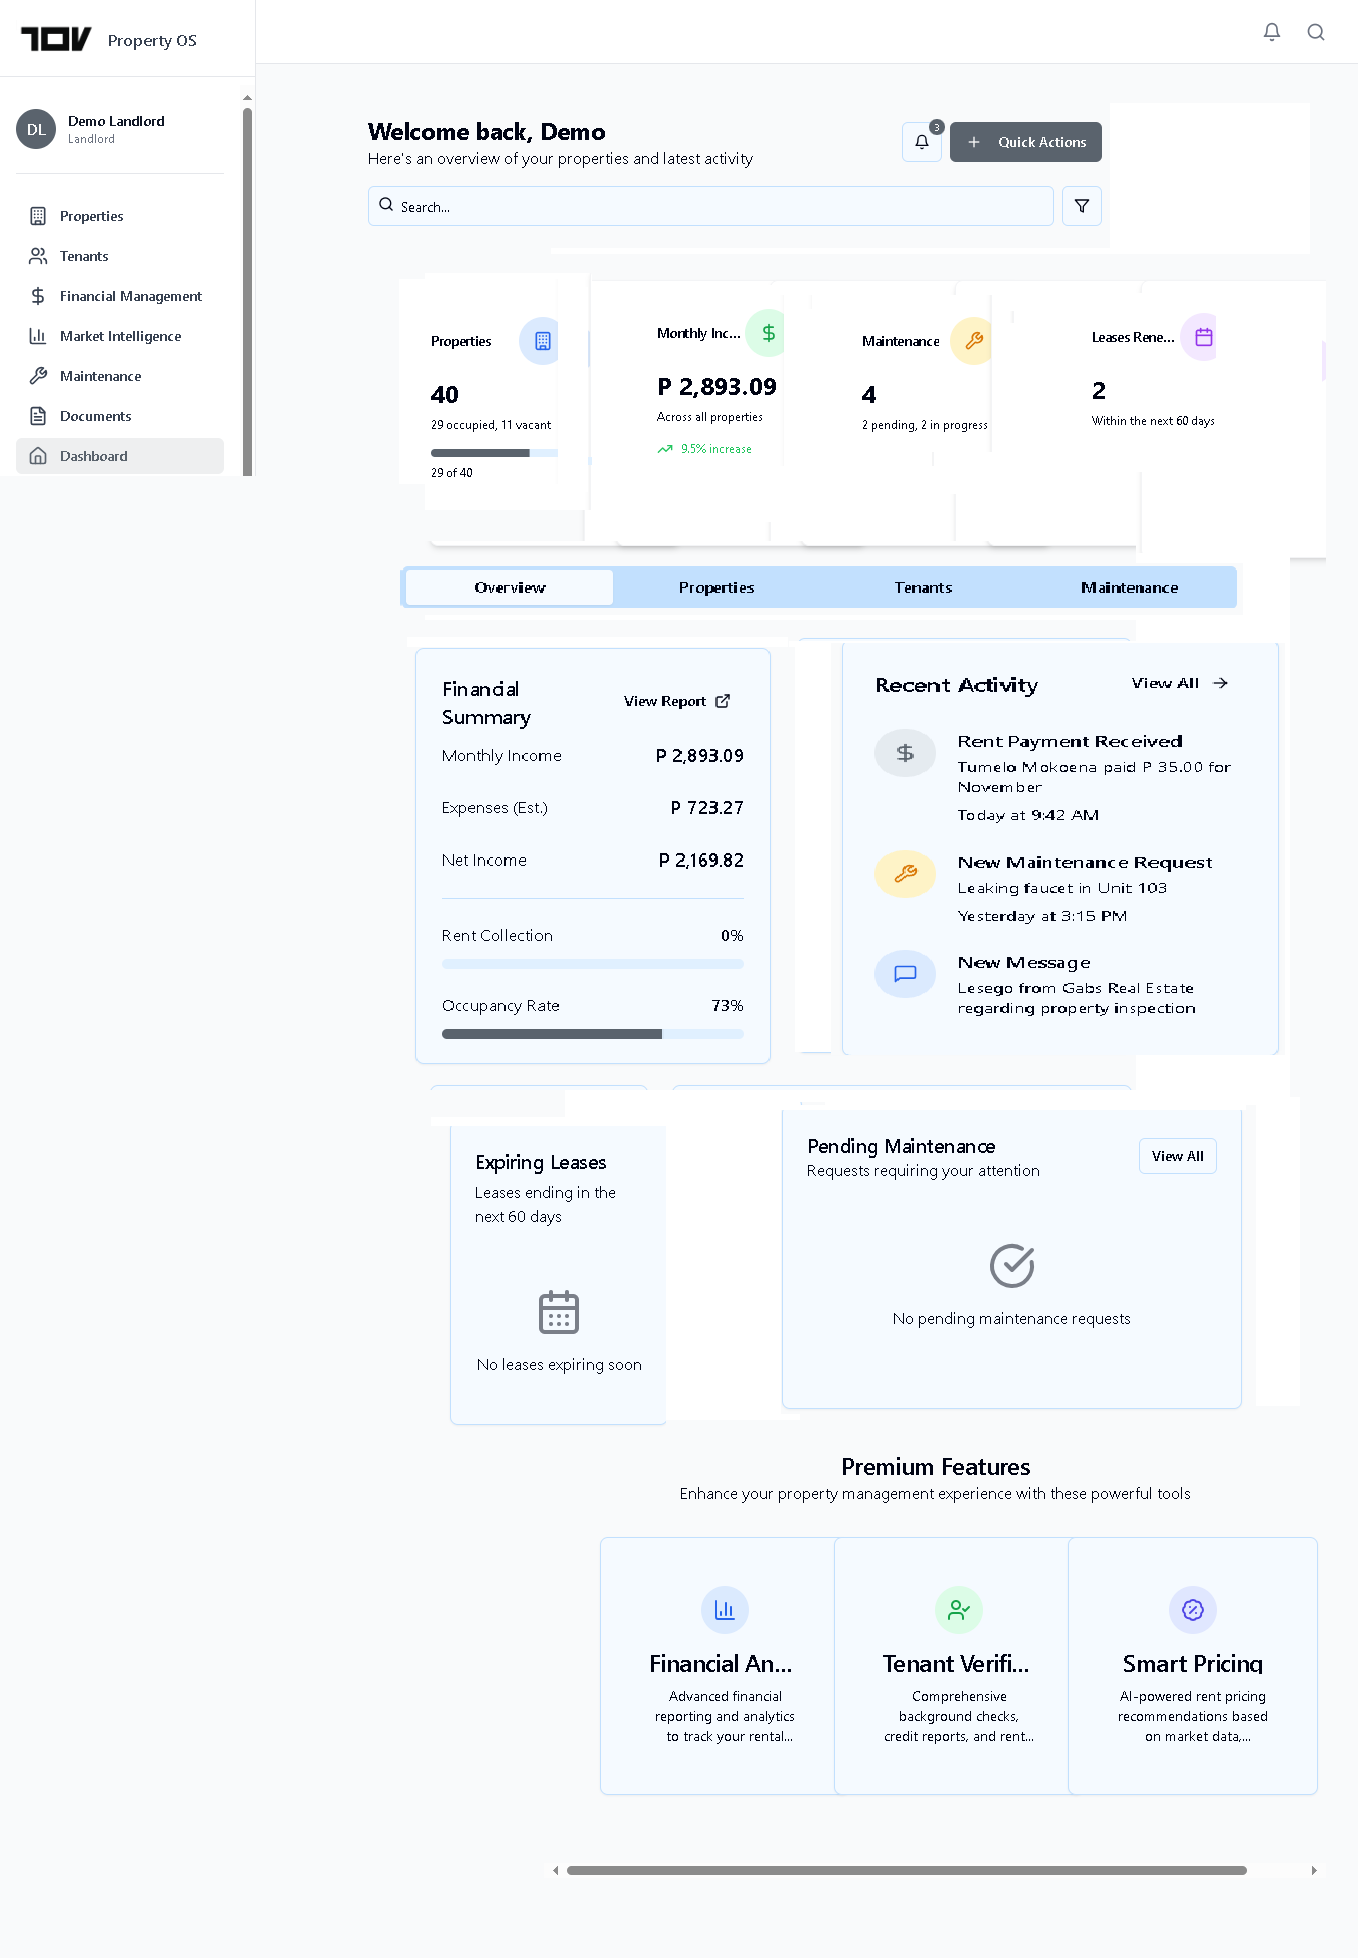 TOV Property OS
DL
Demo Landlord
Landlord
Properties
Tenants
Financial Management
Market Intelligence
Maintenance
Documents
Dashboard
Welcome back, Demo
Here's an overview of your properties and latest activity
3
Quick Actions
Search...
Properties
40
29 occupied, 11 vacant
29 of 40
Monthly Inc...
P 2,893.09
Across all properties
9.5% increase
Maintenance
4
2 pending, 2 in progress
Leases Rene...
2
Within the next 60 days
Overview
Properties
Tenants
Maintenance
Financial
Summary
View Report
Monthly Income P 2,893.09
Expenses (Est.) P 723.27
Net Income P 2,169.82
Rent Collection 0%
Occupancy Rate 73%
Recent Activity
View All
Rent Payment Received
Tumelo Mokoena paid P 35.00 for
November
Today at 9:42 AM
New Maintenance Request
Leaking faucet in Unit 103
Yesterday at 3:15 PM
New Message
Lesego from Gabs Real Estate
regarding property inspection
Expiring Leases
Leases ending in the
next 60 days
No leases expiring soon
Pending Maintenance
Requests requiring your attention
View All
No pending maintenance requests
Premium Features
Enhance your property management experience with these powerful tools
Financial An...
Advanced financial
reporting and analytics
to track your rental...
Tenant Verifi...
Comprehensive
background checks,
credit reports, and rent...
Smart Pricing
AI-powered rent pricing
recommendations based
on market data,...